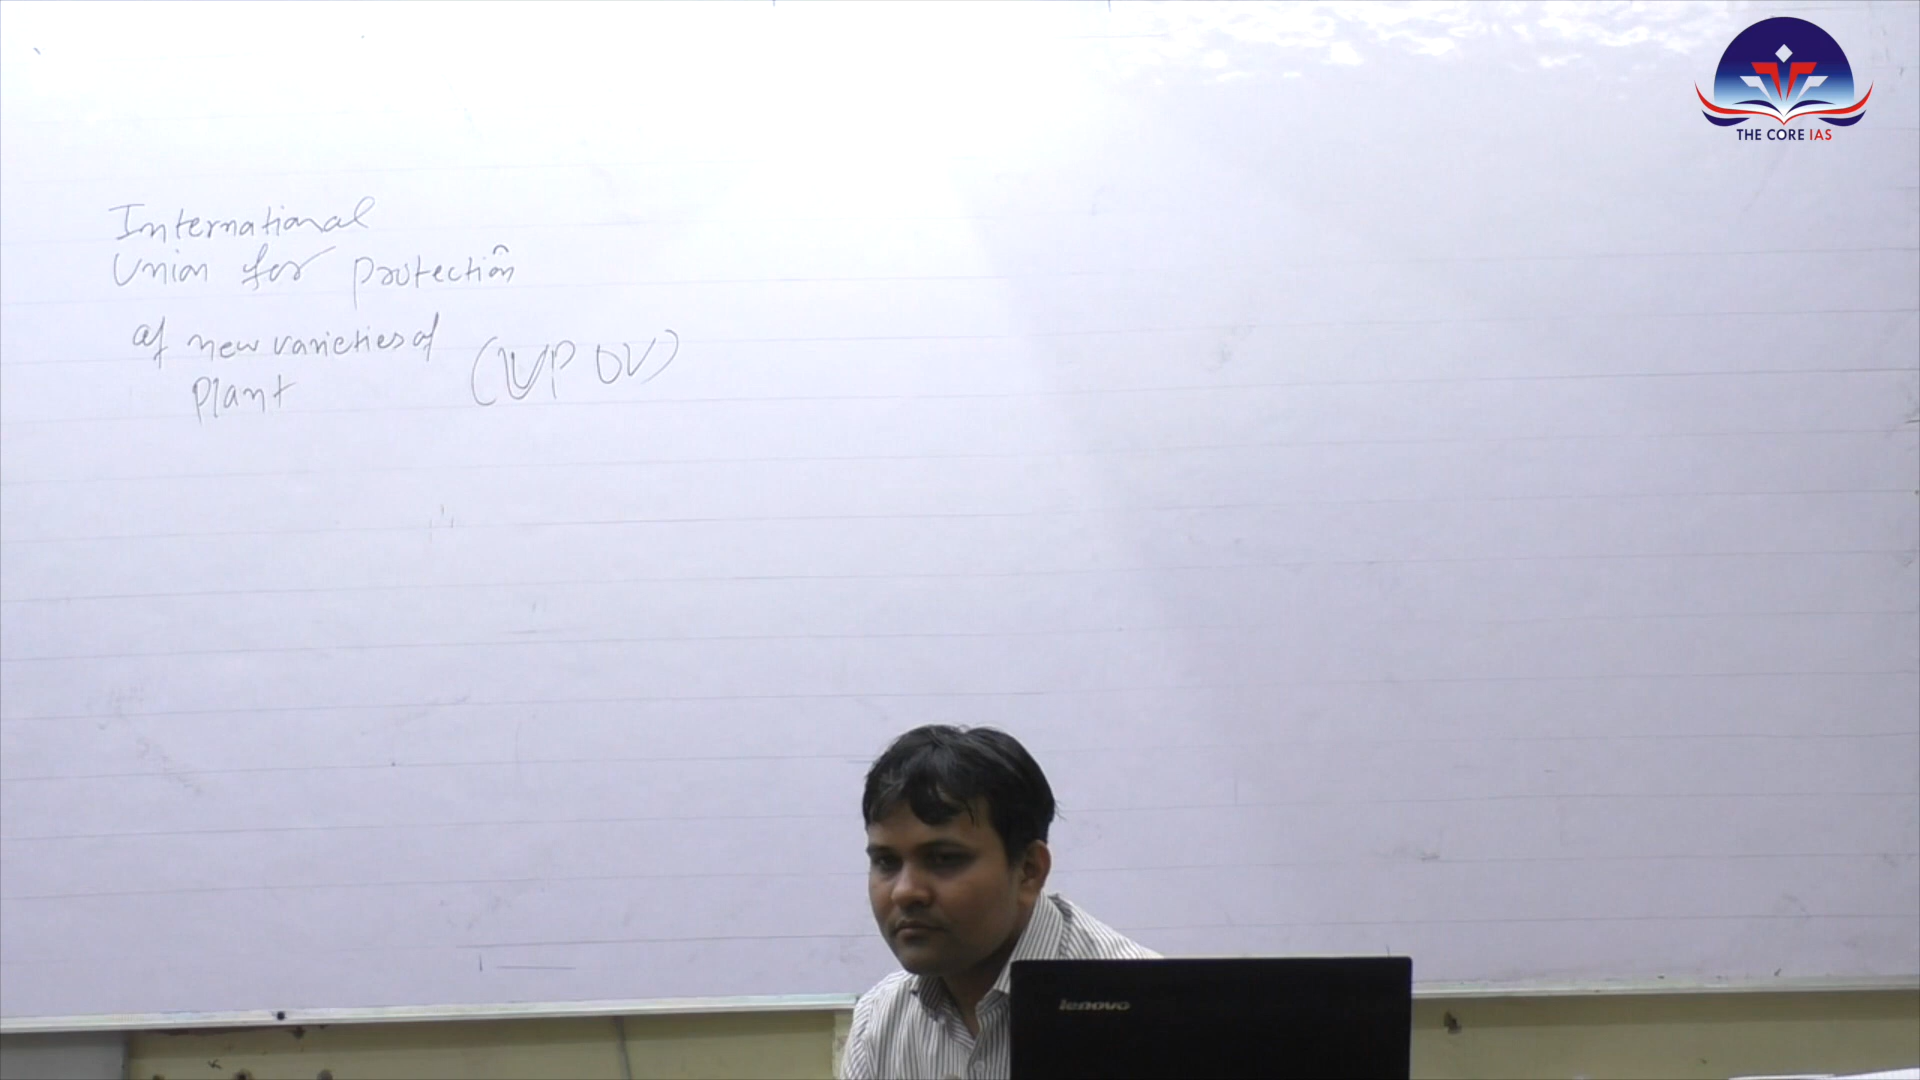 THE CORE IAS
International
Union for protection
of new varieties of
plant
(UPOV)
lenovo